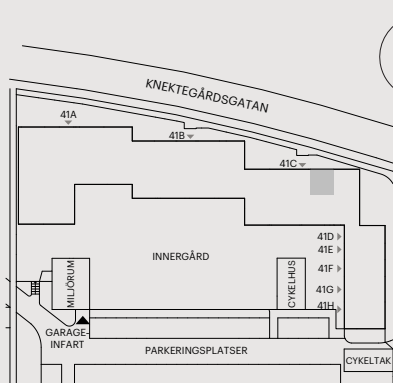 KNEKTEGÅRDSGATAN
41A
41B
41C
41D
41E
INNERGÅRD
41F
MILJÖRUM
CYKELHUS
41G
41H
GARAGE-
INFART
PARKERINGSPLATSER
CYKELTAK